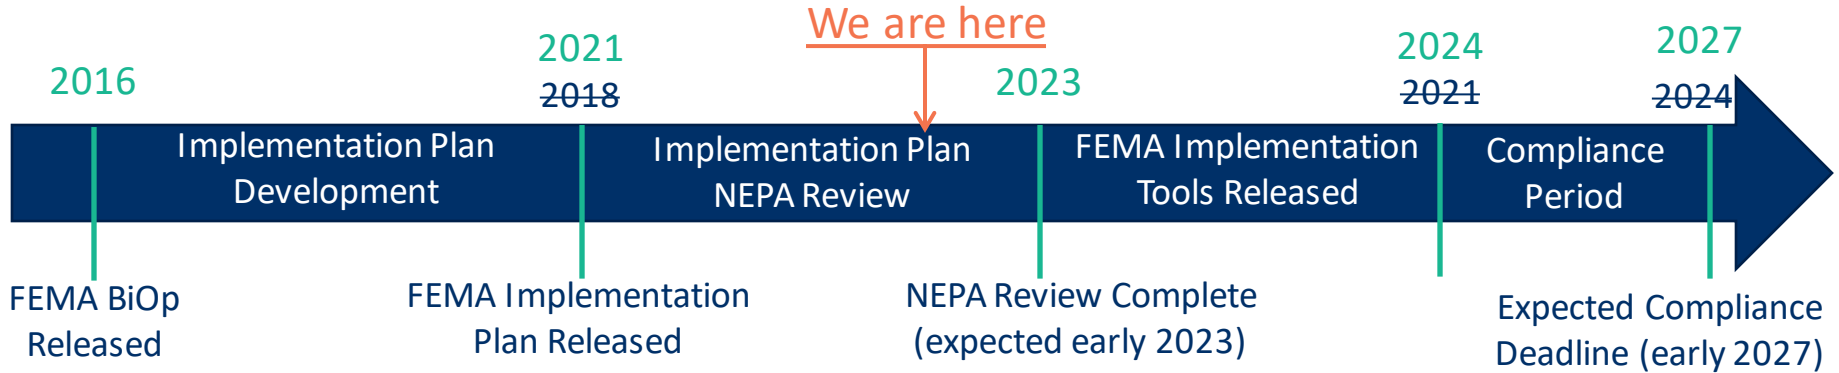 We are here
2016
2021
2018
2023
2024
2021
2027
2024
Implementation Plan
Development
Implementation Plan
NEPA Review
FEMA Implementation
Tools Released
Compliance
Period
FEMA BiOp
Released
FEMA Implementation
Plan Released
NEPA Review Complete
(expected early 2023)
Expected Compliance
Deadline (early 2027)